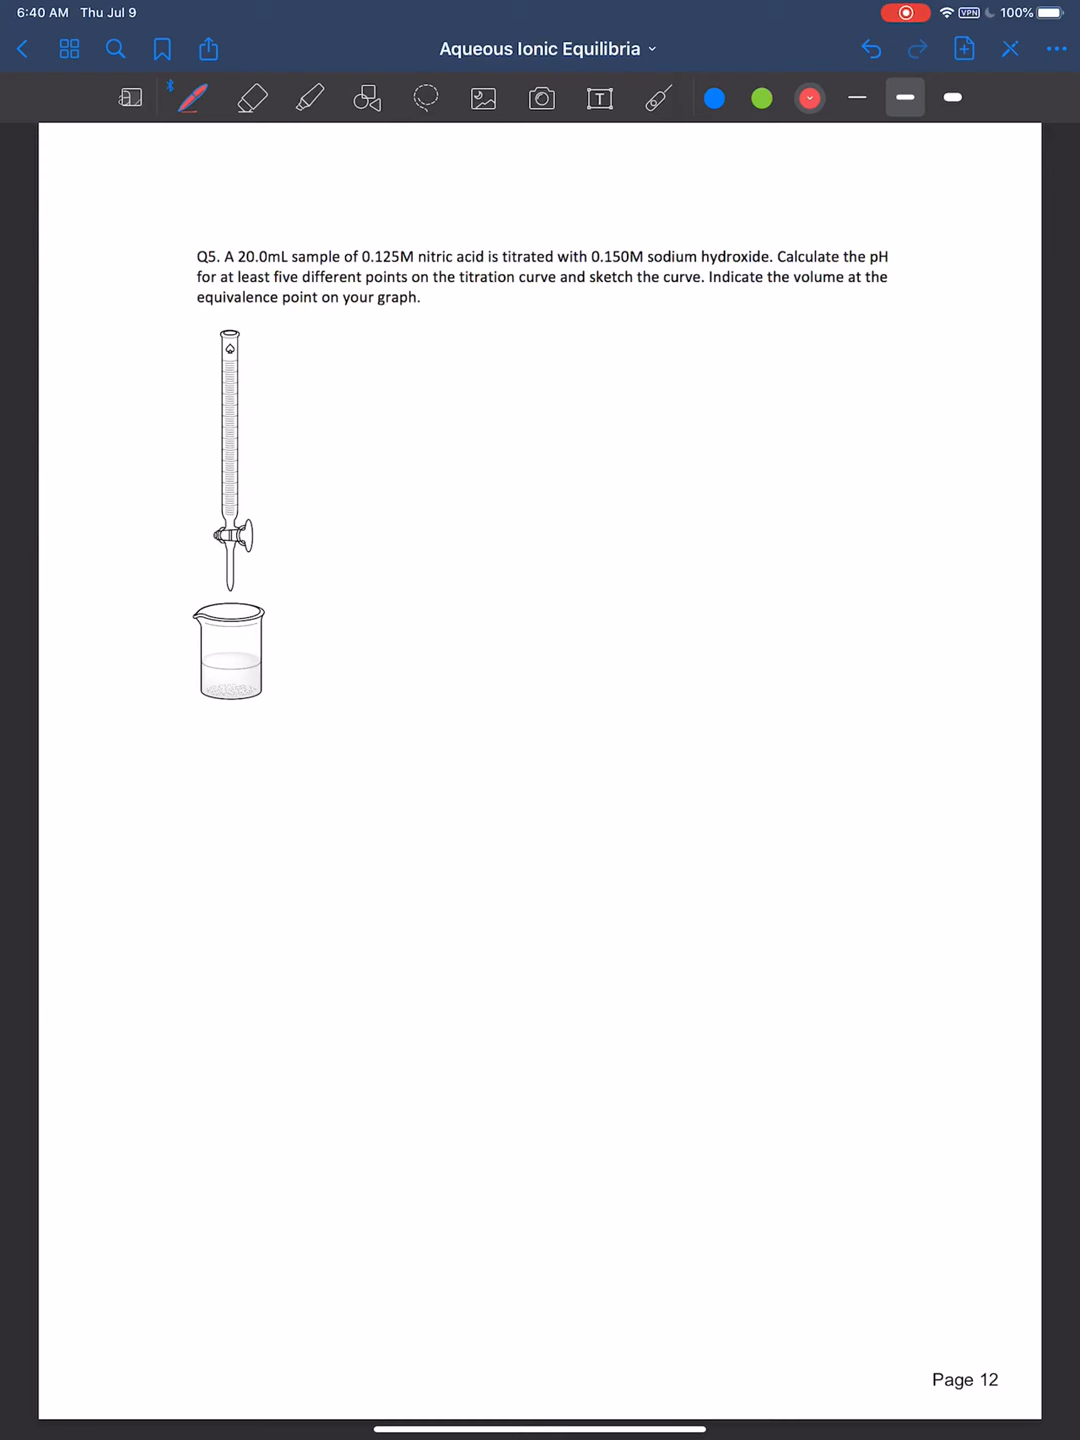 6:40 AM Thu Jul 9
VPN 100%
Aqueous Ionic Equilibria
T
Q5. A 20.0mL sample of 0.125M nitric acid is titrated with 0.150M sodium hydroxide. Calculate the pH
for at least five different points on the titration curve and sketch the curve. Indicate the volume at the
equivalence point on your graph.
Page 12